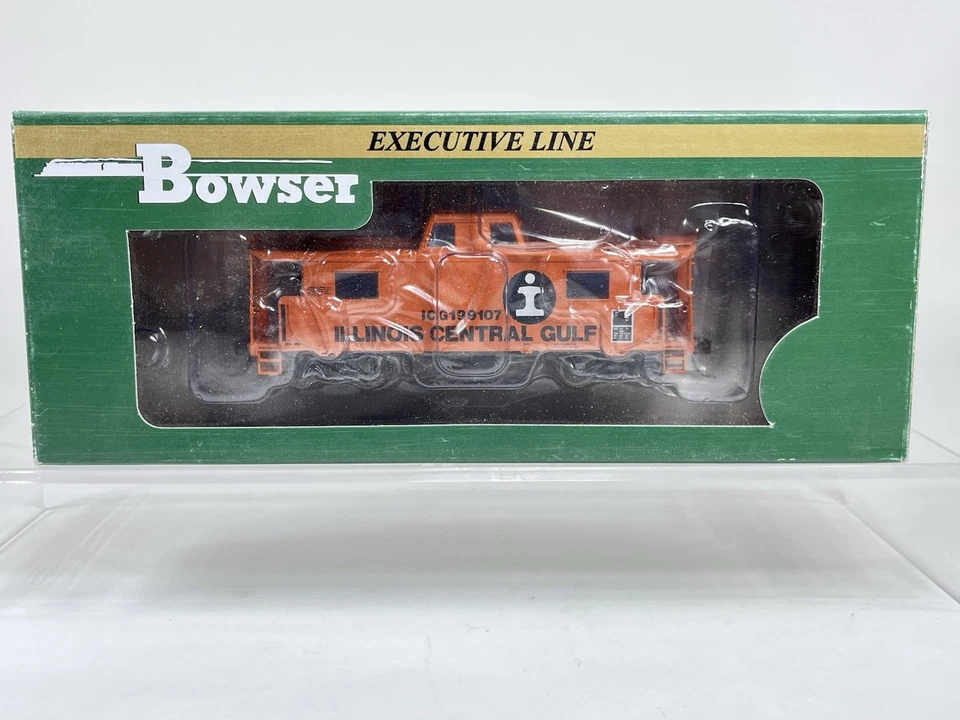 EXECUTIVE LINE
Bowser
ICG199107
i
ILLINOIS CENTRAL GULF